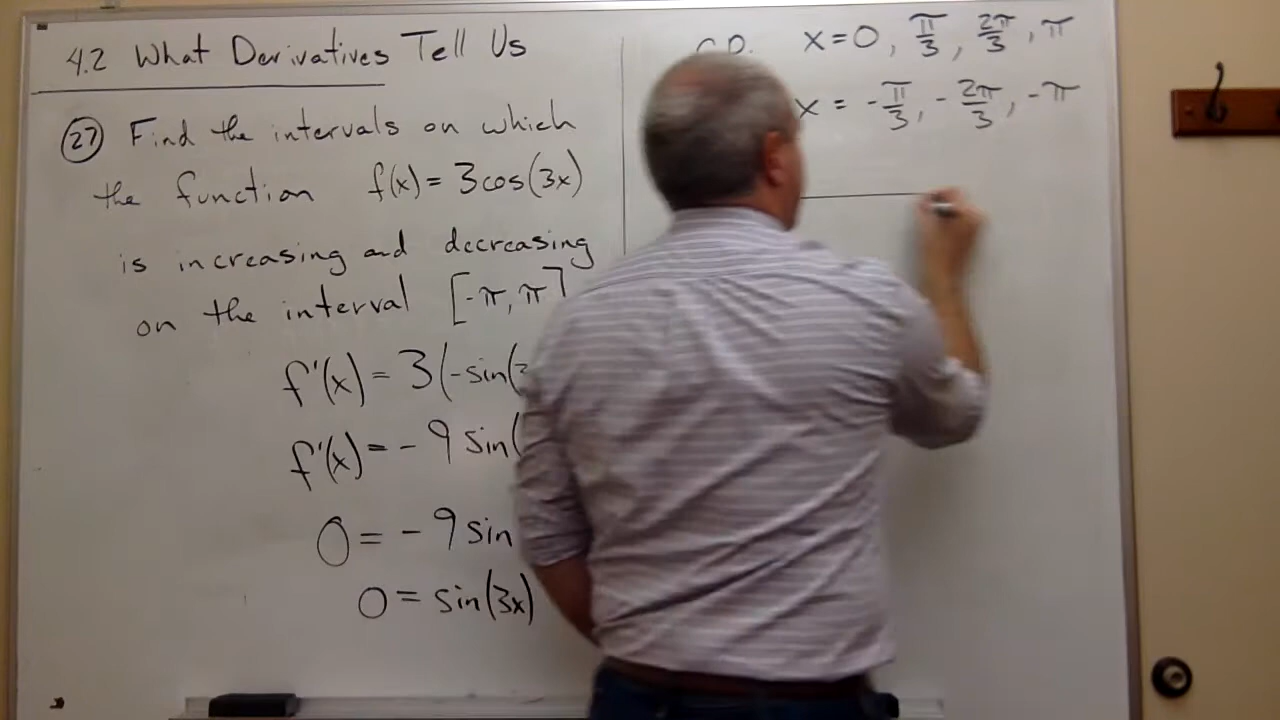 4.2 What Derivatives Tell Us
27 Find the intervals on which
the function f(x) = 3cos(3x)
is increasing and decreasing
on the interval [-π, π]
f'(x) = 3(-sin(
f'(x) = - 9 sin(
0 = - 9 sin
0 = sin(3x)
C.P. x = 0, π/3, 2π/3, π
x = -π/3, -2π/3, -π